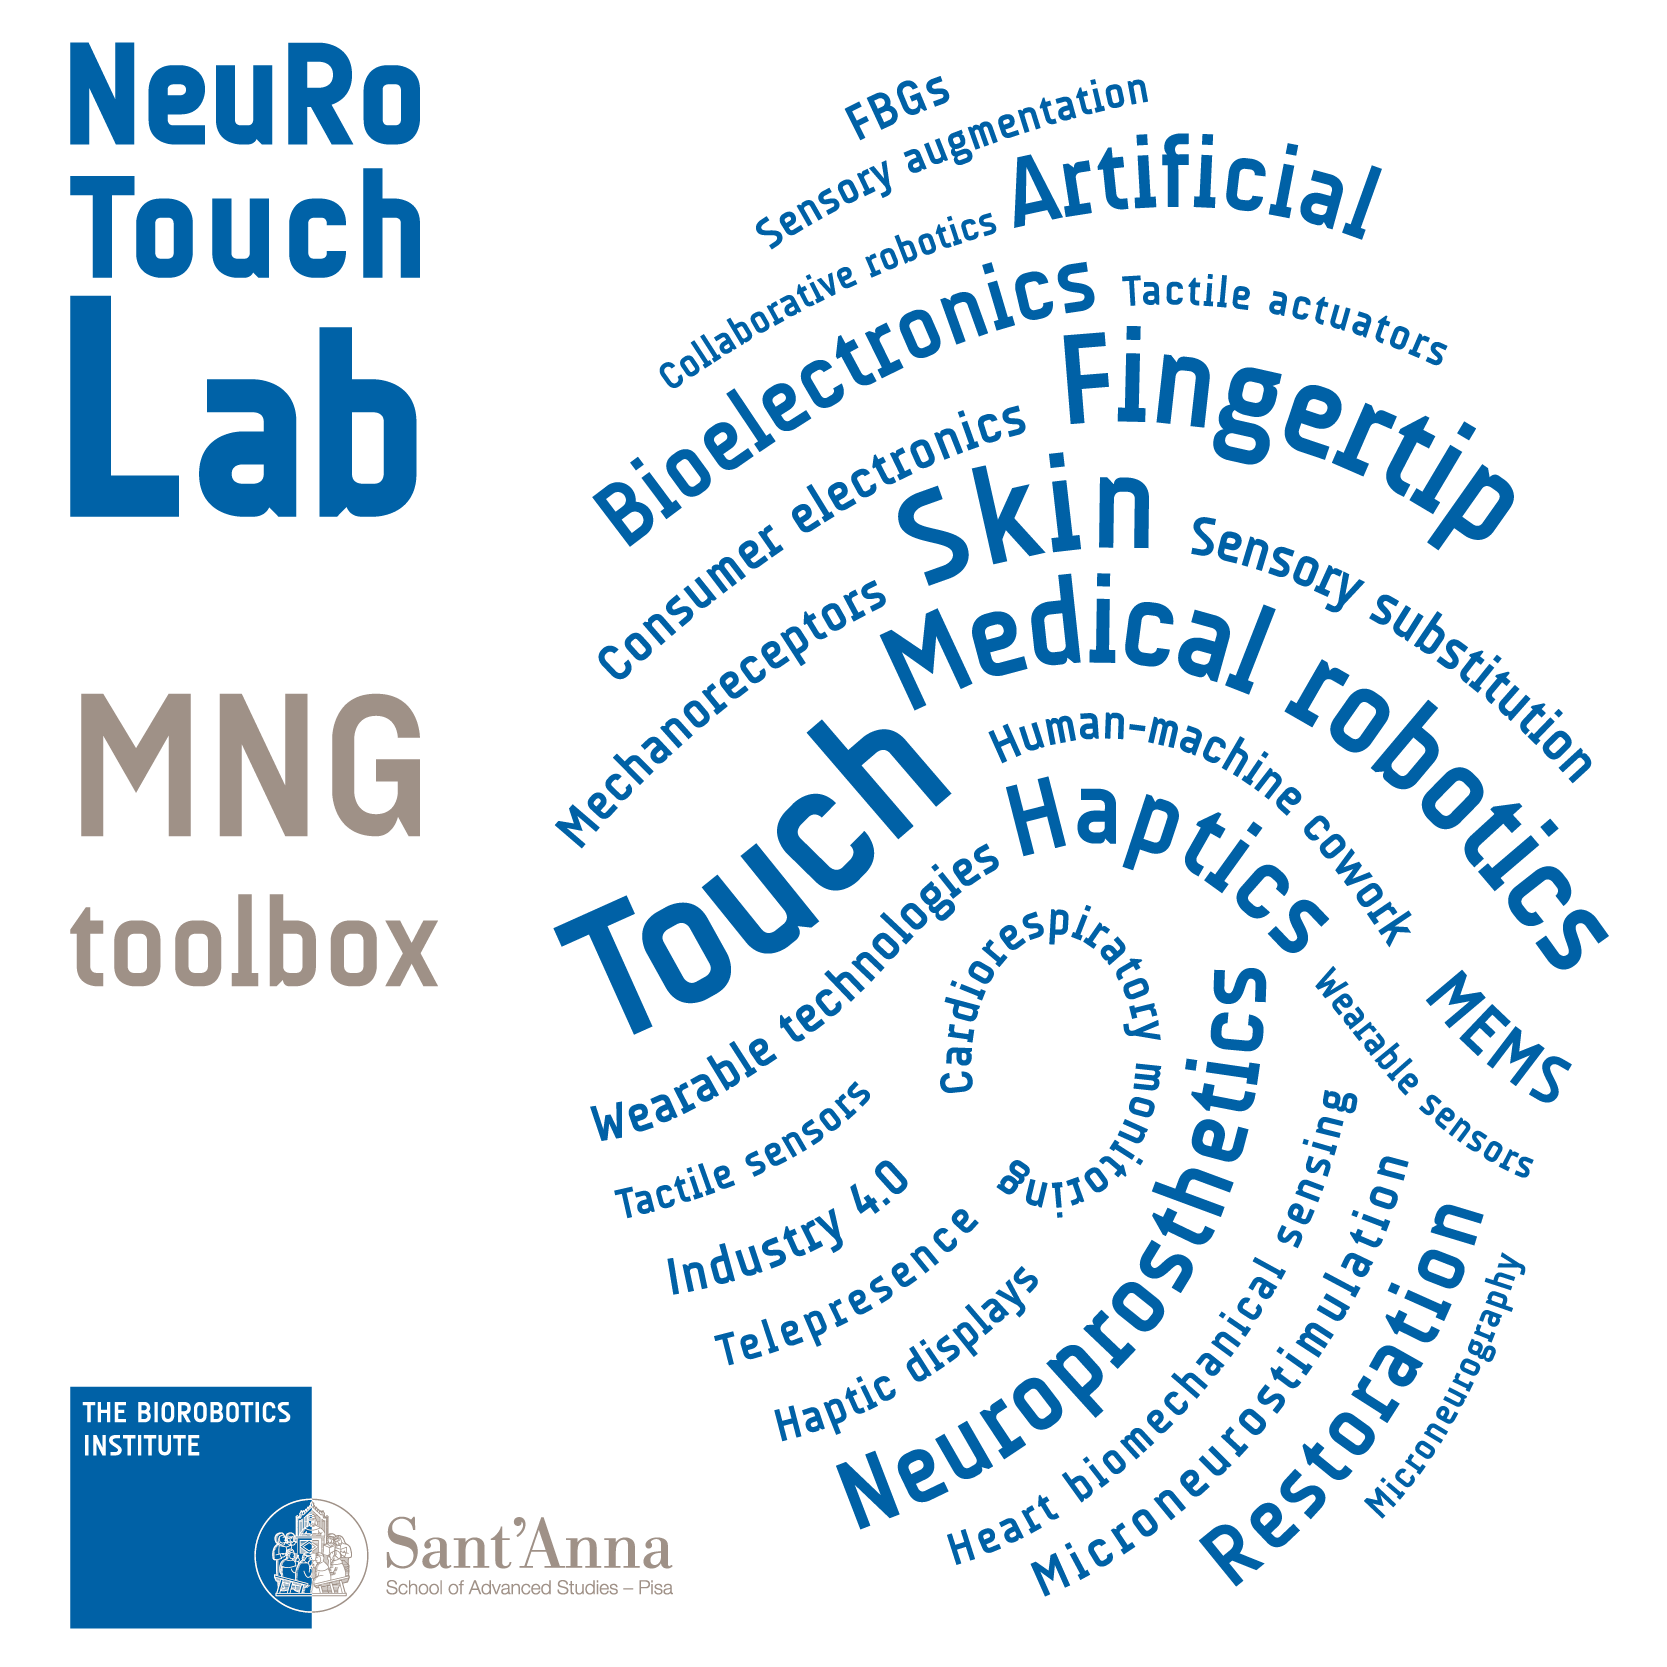 NeuRo
Touch
Lab
MNG
toolbox
THE BIOROBOTICS
INSTITUTE
Sant'Anna
School of Advanced Studies – Pisa
FBGs
Sensory augmentation
Collaborative robotics
Artificial
Bioelectronics
Tactile actuators
Consumer electronics
Fingertip
Mechanoreceptors
Skin
Sensory substitution
Touch
Medical robotics
Human-machine cowork
Wearable technologies
Haptics
MEMS
Wearable sensors
Cardiorespiratory monitoring
Tactile sensors
Industry 4.0
Telepresence
Haptic displays
Neuroprosthetics
Heart biomechanical sensing
Microneurostimulation
Restoration
Microneurography